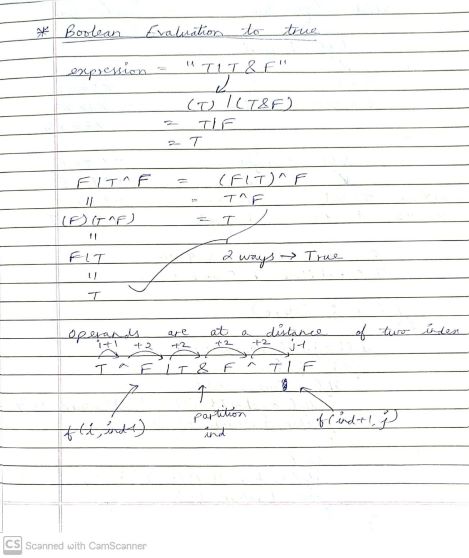 * Boolean Evaluation to true
expression = "T|T&F"
(T) | (T&F)
= T|F
= T
F|T^F = (F|T)^F
|| = T^F
(F)|(T^F) = T
||
F|T 2 ways → True
||
T
Operands are at a distance of two index
i+1 +2 +2 +2 +2 j-1
T ^ F | T & F ^ T | F
f(i, ind-1) partition ind f(ind+1, j)
CS Scanned with CamScanner